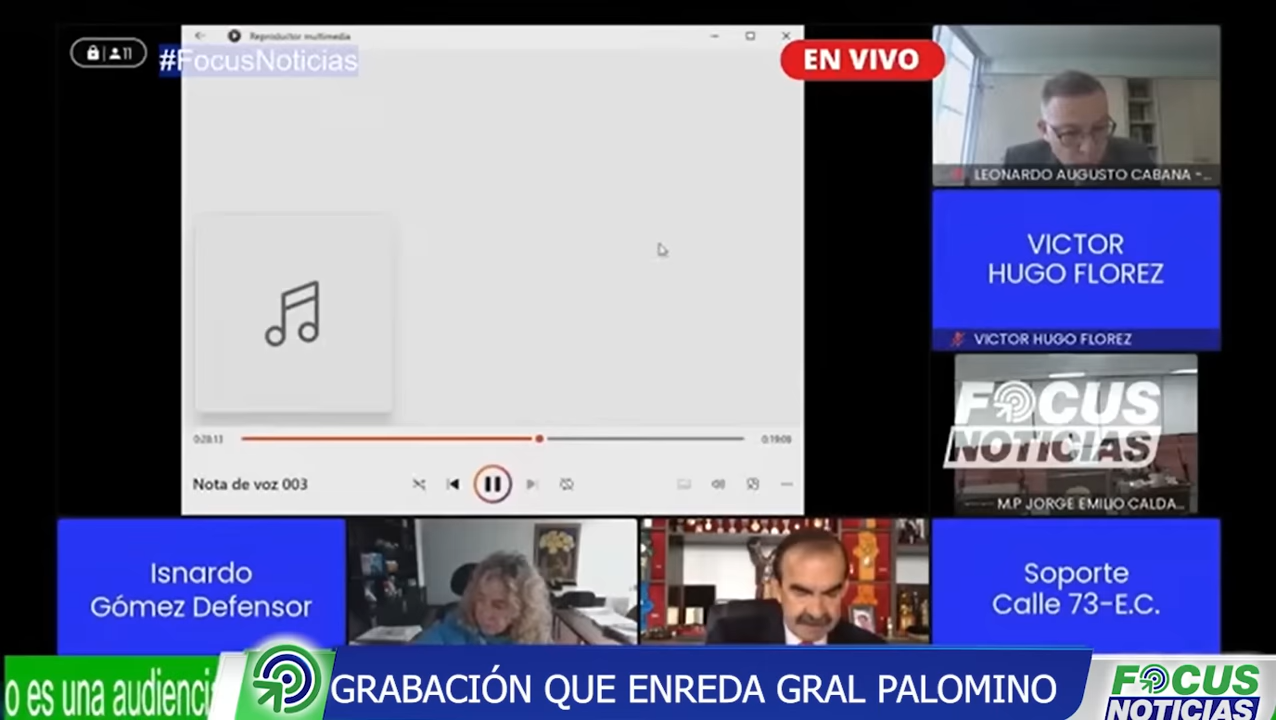 11
#FocusNoticias
Reproductor multimedia
EN VIVO
LEONARDO AUGUSTO CABANA -...
VICTOR
HUGO FLOREZ
VICTOR HUGO FLOREZ
FOCUS
NOTICIAS
M.P JORGE EMILIO CALDA...
0:28:13
0:19:08
Nota de voz 003
Isnardo
Gómez Defensor
Soporte
Calle 73-E.C.
o es una audienci
GRABACIÓN QUE ENREDA GRAL PALOMINO
FOCUS
NOTICIAS